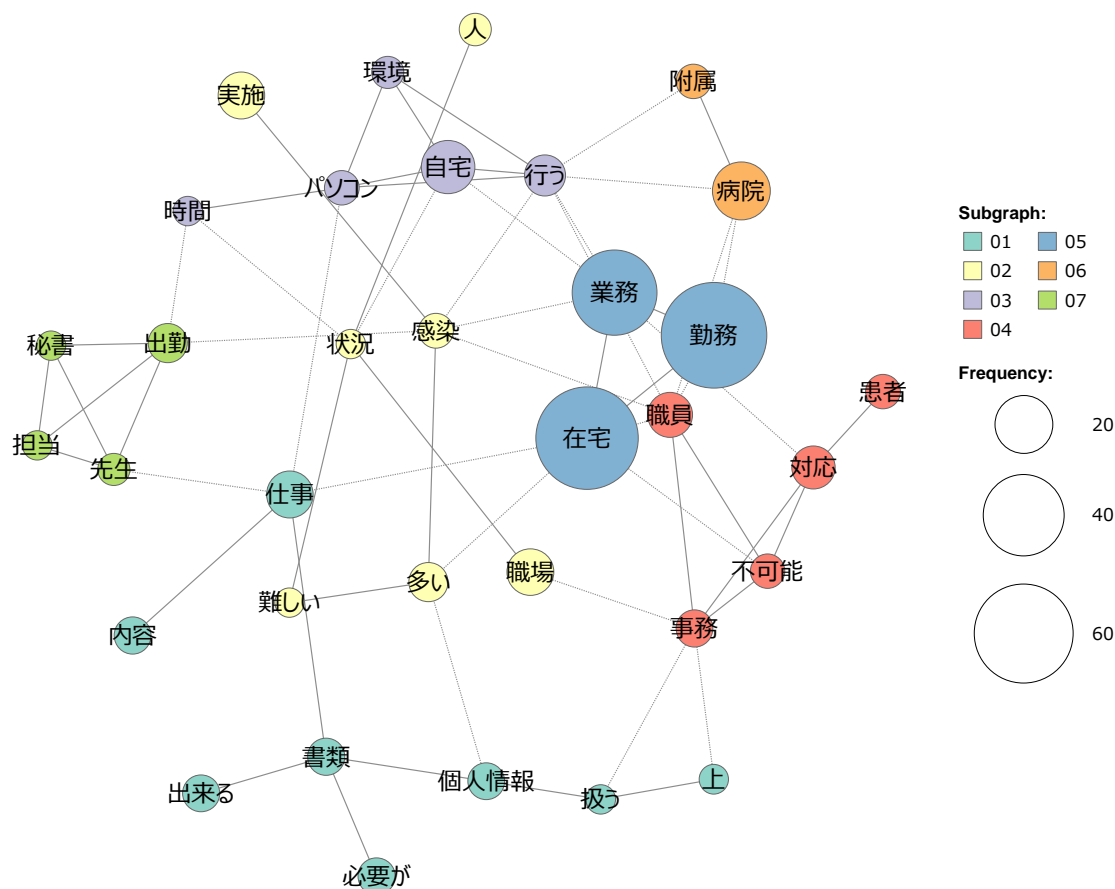 人
環境
附属
実施
自宅
行う
パソコン
病院
時間
業務
勤務
感染
状況
秘書
出勤
患者
職員
担当
先生
在宅
対応
仕事
不可能
職場
多い
難しい
内容
事務
書類
個人情報
上
出来る
扱う
必要が
Subgraph:
01
05
02
06
03
07
04
Frequency:
20
40
60